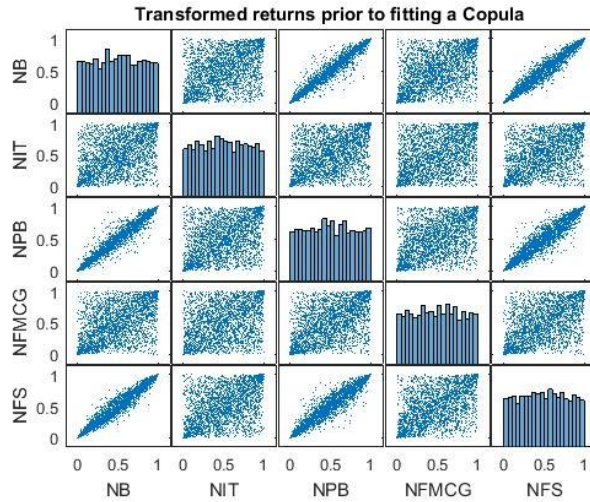 Transformed returns prior to fitting a Copula
NB
1
0.5
0
NIT
1
0.5
0
NPB
1
0.5
0
NFMCG
1
0.5
0
NFS
1
0.5
0
0 0.5 1 0 0.5 1 0 0.5 1 0 0.5 1 0 0.5 1
NB NIT NPB NFMCG NFS